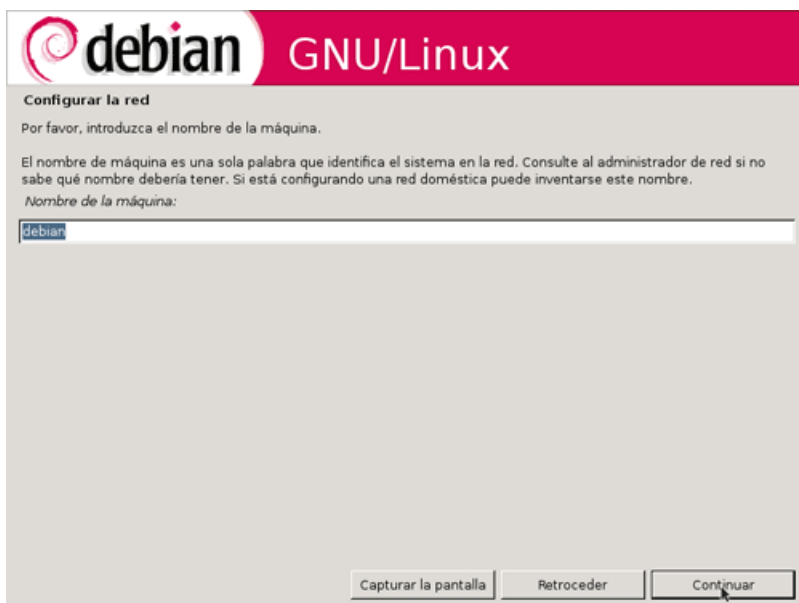 debian GNU/Linux
Configurar la red
Por favor, introduzca el nombre de la máquina.
El nombre de máquina es una sola palabra que identifica el sistema en la red. Consulte al administrador de red si no
sabe qué nombre debería tener. Si está configurando una red doméstica puede inventarse este nombre.
Nombre de la máquina:
debian
Capturar la pantalla Retroceder Continuar